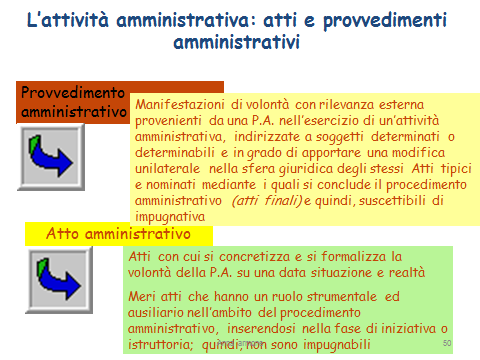 L'attività amministrativa: atti e provvedimenti
amministrativi
Provvedimento
amministrativo
Manifestazioni di volontà con rilevanza esterna
provenienti da una P.A. nell'esercizio di un'attività
amministrativa, indirizzate a soggetti determinati o
determinabili e in grado di apportare una modifica
unilaterale nella sfera giuridica degli stessi Atti tipici
e nominati mediante i quali si conclude il procedimento
amministrativo (atti finali) e quindi, suscettibili di
impugnativa
Atto amministrativo
Atti con cui si concretizza e si formalizza la
volontà della P.A. su una data situazione e realtà
Meri atti che hanno un ruolo strumentale ed
ausiliario nell'ambito del procedimento
amministrativo, inserendosi nella fase di iniziativa o
istruttoria; quindi, non sono impugnabili
50